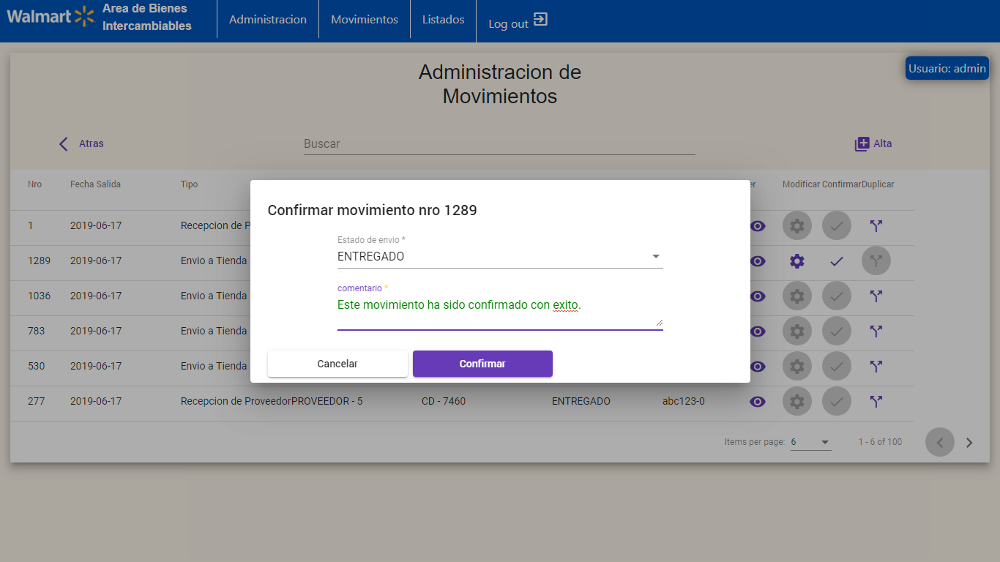 Walmart
Area de Bienes
Intercambiables
Administracion
Movimientos
Listados
Log out
Usuario: admin
Administracion de
Movimientos
Atras
Buscar
Alta
Nro Fecha Salida Tipo er Modificar Confirmar Duplicar
1 2019-06-17 Recepcion de P
1289 2019-06-17 Envio a Tienda
1036 2019-06-17 Envio a Tienda
783 2019-06-17 Envio a Tienda
530 2019-06-17 Envio a Tienda
277 2019-06-17 Recepcion de Proveedor PROVEEDOR - 5 CD - 7460 ENTREGADO abc123-0
Confirmar movimiento nro 1289
Estado de envio *
ENTREGADO
comentario *
Este movimiento ha sido confirmado con exito.
Cancelar
Confirmar
Items per page: 6 1 - 6 of 100